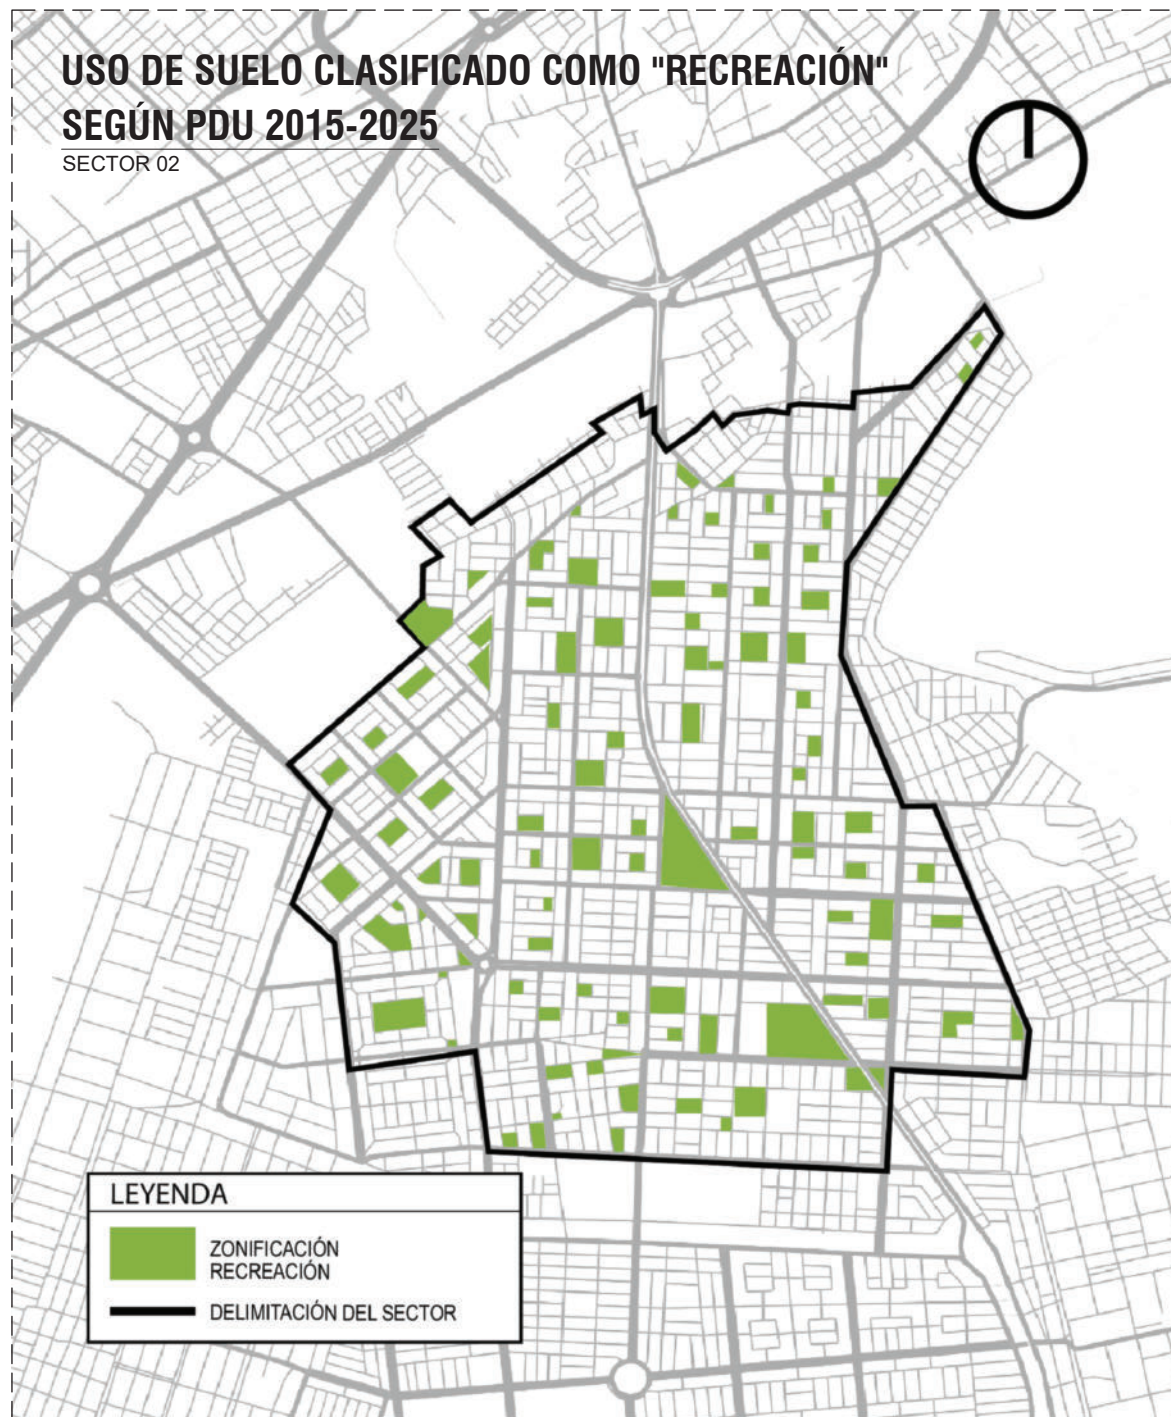 USO DE SUELO CLASIFICADO COMO "RECREACIÓN"
SEGÚN PDU 2015-2025
SECTOR 02
LEYENDA
ZONIFICACIÓN
RECREACIÓN
DELIMITACIÓN DEL SECTOR